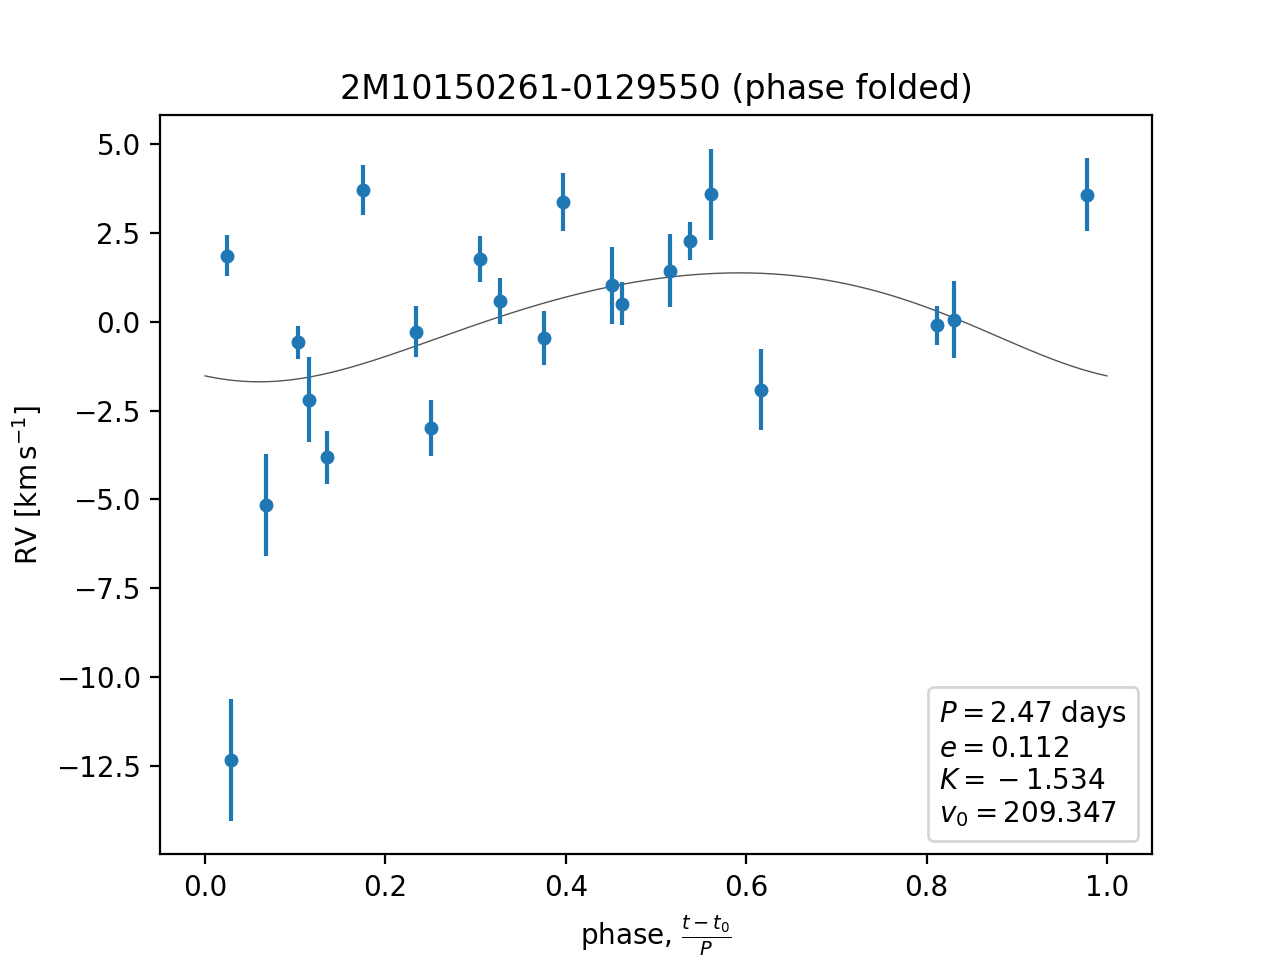 2M10150261-0129550 (phase folded)
RV [km s⁻¹]
5.0
2.5
0.0
−2.5
−5.0
−7.5
−10.0
−12.5
P = 2.47 days
e = 0.112
K = −1.534
v₀ = 209.347
0.0 0.2 0.4 0.6 0.8 1.0
phase, (t − t₀)/P